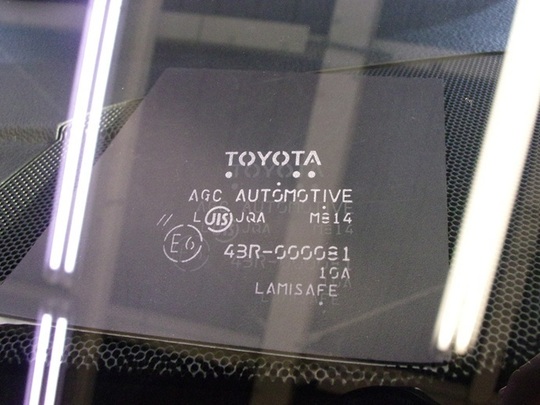 TOYOTA
AGC AUTOMOTIVE
L JIS JQA M814
// E6 43R-000081
10A
LAMISAFE